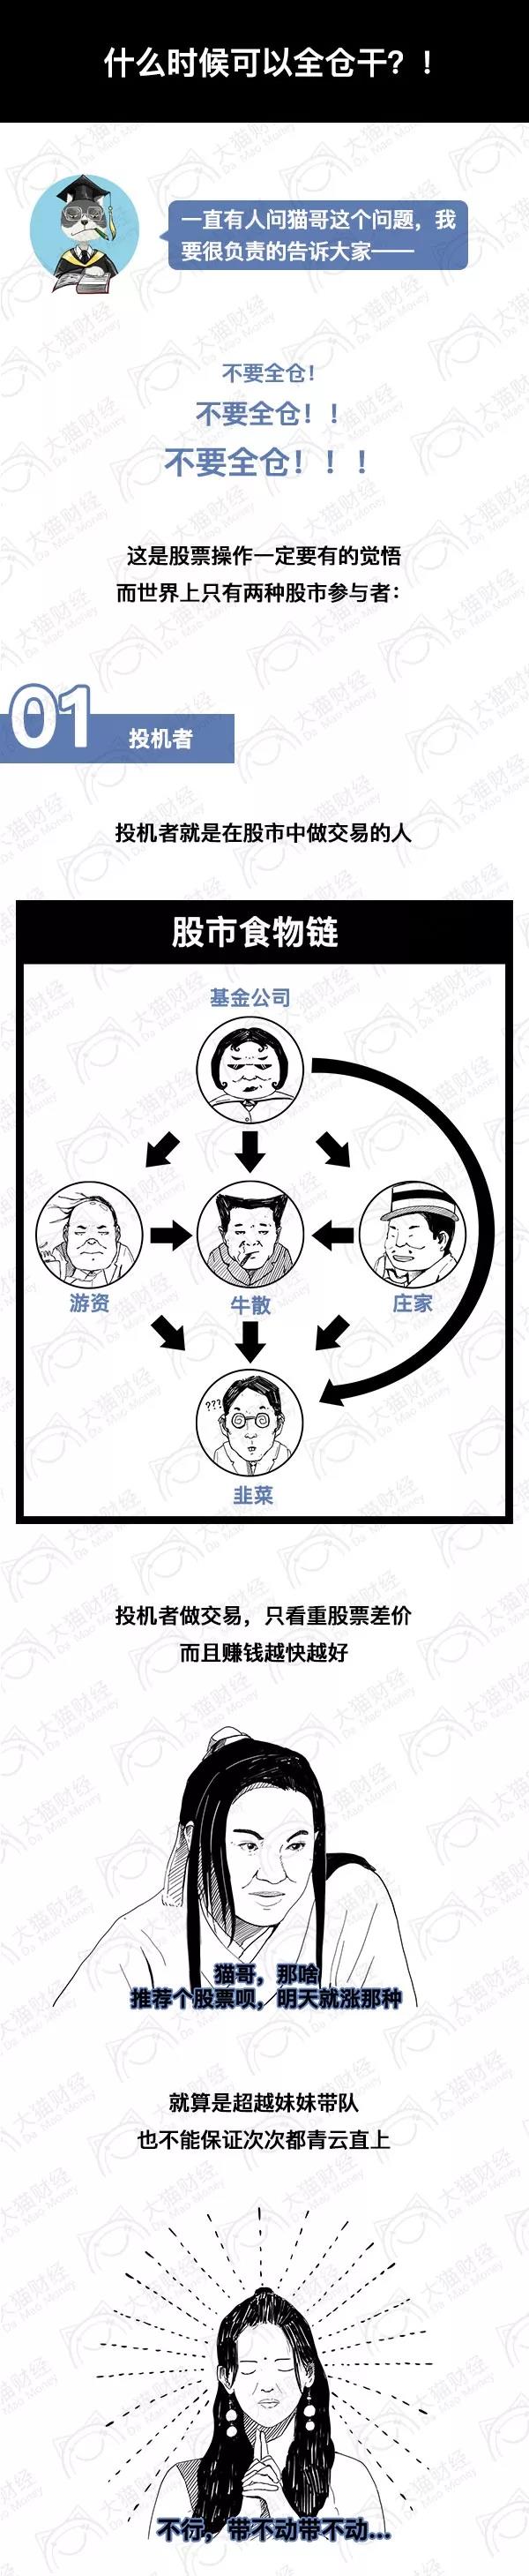 什么时候可以全仓干？！
一直有人问猫哥这个问题，我
要很负责的告诉大家——
不要全仓！
不要全仓！！
不要全仓！！！
这是股票操作一定要有的觉悟
而世界上只有两种股市参与者：
01
投机者
投机者就是在股市中做交易的人
股市食物链
基金公司
游资
牛散
庄家
???
韭菜
投机者做交易，只看重股票差价
而且赚钱越快越好
猫哥，那啥
推荐个股票呗，明天就涨那种
就算是超越妹妹带队
也不能保证次次都青云直上
不行，带不动带不动...
大猫财经
Da Mao Money